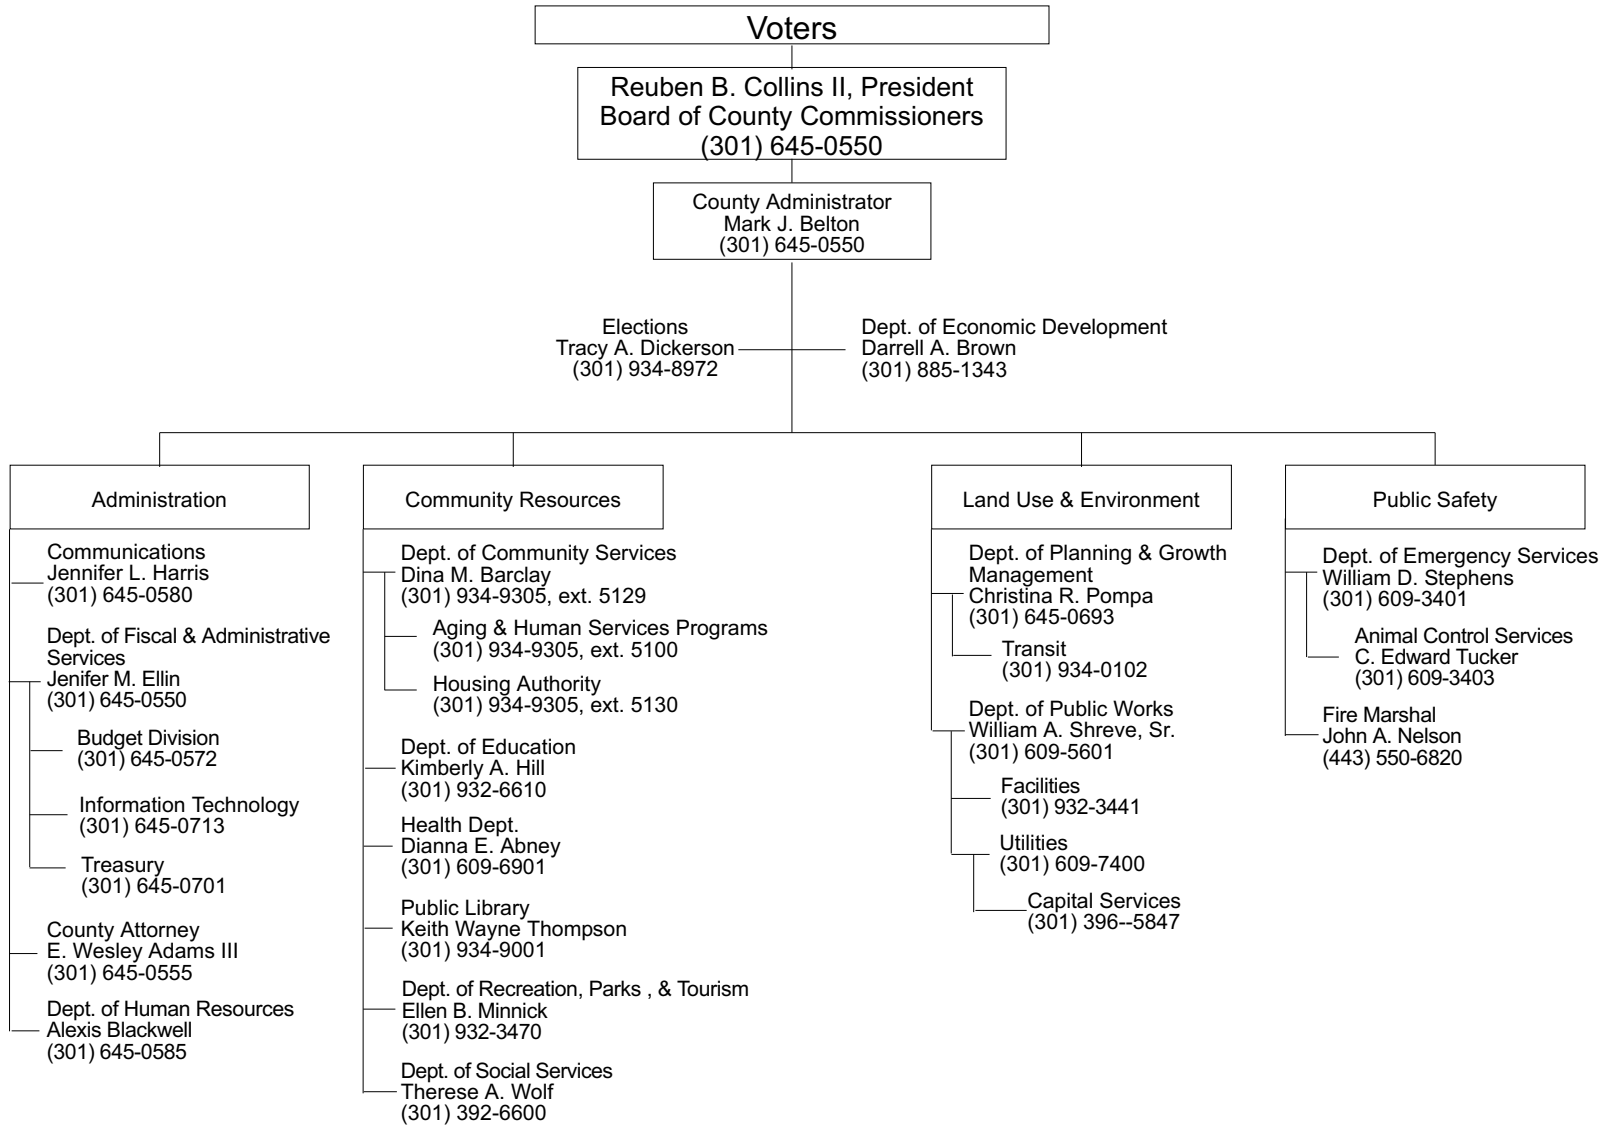 Voters
Reuben B. Collins II, President
Board of County Commissioners
(301) 645-0550
County Administrator
Mark J. Belton
(301) 645-0550
Elections
Tracy A. Dickerson
(301) 934-8972
Dept. of Economic Development
Darrell A. Brown
(301) 885-1343
Administration
Communications
Jennifer L. Harris
(301) 645-0580
Dept. of Fiscal & Administrative
Services
Jenifer M. Ellin
(301) 645-0550
Budget Division
(301) 645-0572
Information Technology
(301) 645-0713
Treasury
(301) 645-0701
County Attorney
E. Wesley Adams III
(301) 645-0555
Dept. of Human Resources
Alexis Blackwell
(301) 645-0585
Community Resources
Dept. of Community Services
Dina M. Barclay
(301) 934-9305, ext. 5129
Aging & Human Services Programs
(301) 934-9305, ext. 5100
Housing Authority
(301) 934-9305, ext. 5130
Dept. of Education
Kimberly A. Hill
(301) 932-6610
Health Dept.
Dianna E. Abney
(301) 609-6901
Public Library
Keith Wayne Thompson
(301) 934-9001
Dept. of Recreation, Parks , & Tourism
Ellen B. Minnick
(301) 932-3470
Dept. of Social Services
Therese A. Wolf
(301) 392-6600
Land Use & Environment
Dept. of Planning & Growth
Management
Christina R. Pompa
(301) 645-0693
Transit
(301) 934-0102
Dept. of Public Works
William A. Shreve, Sr.
(301) 609-5601
Facilities
(301) 932-3441
Utilities
(301) 609-7400
Capital Services
(301) 396--5847
Public Safety
Dept. of Emergency Services
William D. Stephens
(301) 609-3401
Animal Control Services
C. Edward Tucker
(301) 609-3403
Fire Marshal
John A. Nelson
(443) 550-6820